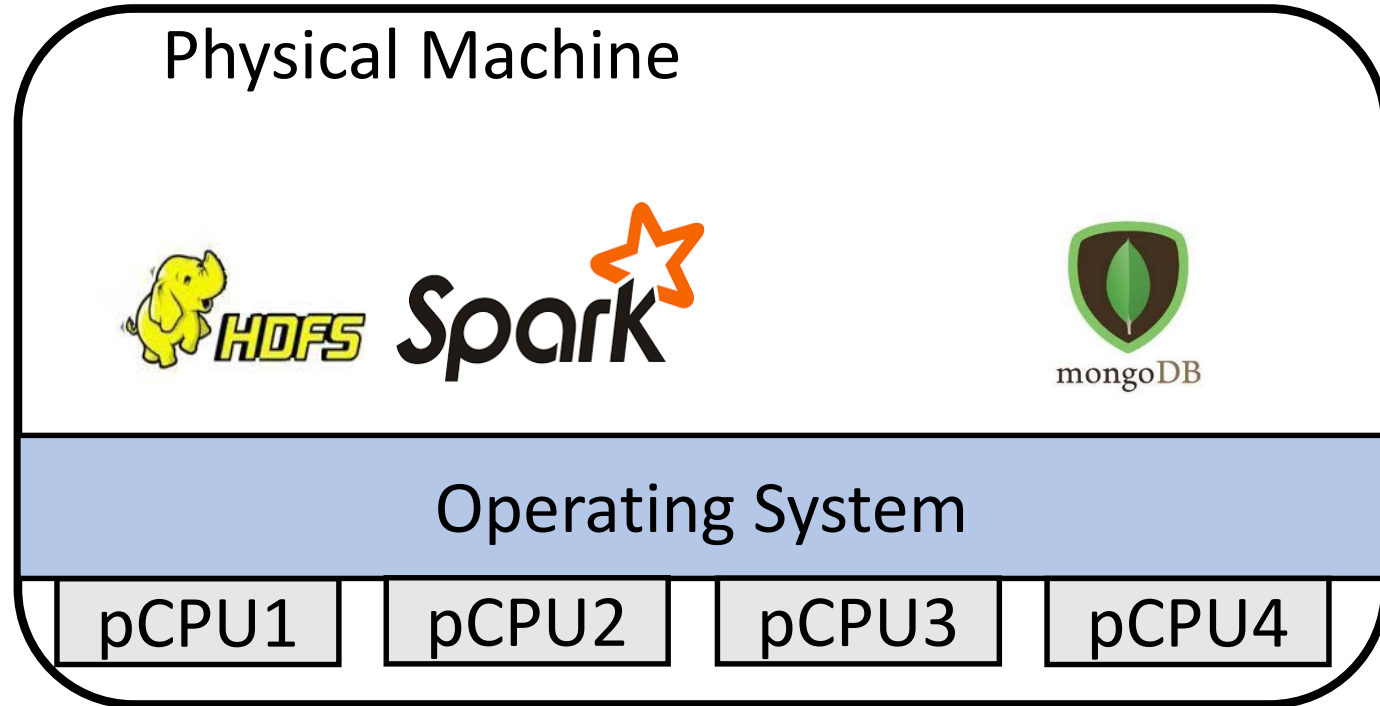 Physical Machine
HDFS
Spark
mongoDB
Operating System
pCPU1 pCPU2 pCPU3 pCPU4